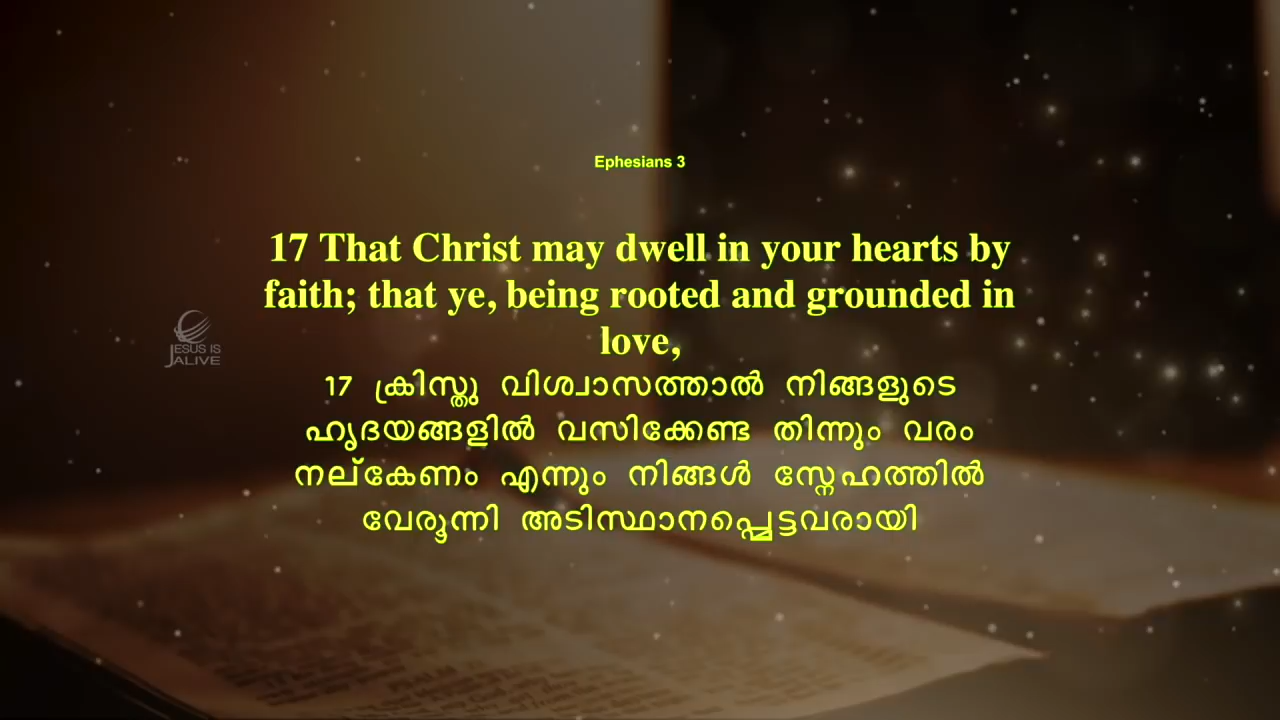 Ephesians 3
17 That Christ may dwell in your hearts by
faith; that ye, being rooted and grounded in
love,
JESUS IS
ALIVE
17 ക്രിസ്തു വിശ്വാസത്താൽ നിങ്ങളുടെ
ഹൃദയങ്ങളിൽ വസിക്കേണ്ട തിന്നും വരം
നല്കേണം എന്നും നിങ്ങൾ സ്നേഹത്തിൽ
വേരൂന്നി അടിസ്ഥാനപ്പെട്ടവരായി